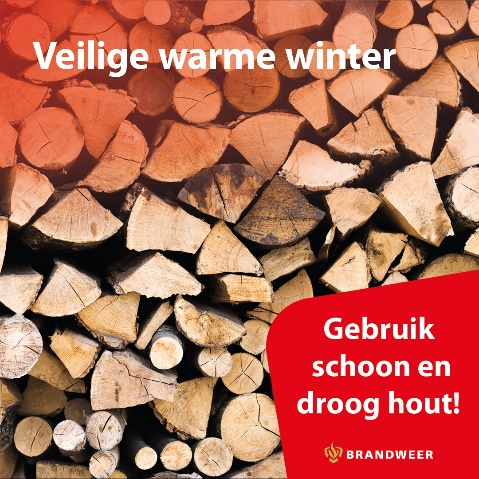 Veilige warme winter
Gebruik
schoon en
droog hout!
BRANDWEER